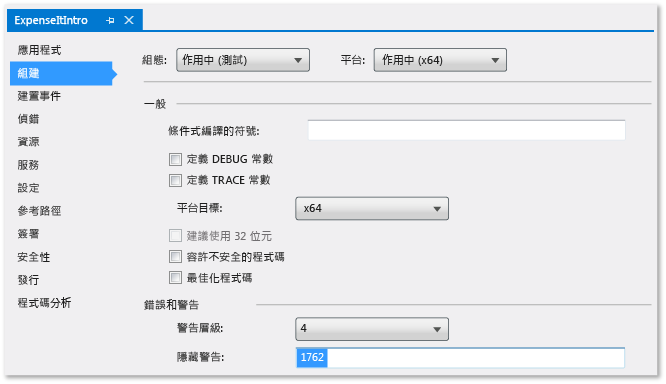 ExpenseItIntro
應用程式
組建
建置事件
偵錯
資源
服務
設定
參考路徑
簽署
安全性
發行
程式碼分析
組態: 作用中 (測試) 平台: 作用中 (x64)
一般
條件式編譯的符號:
定義 DEBUG 常數
定義 TRACE 常數
平台目標: x64
建議使用 32 位元
容許不安全的程式碼
最佳化程式碼
錯誤和警告
警告層級: 4
隱藏警告: 1762